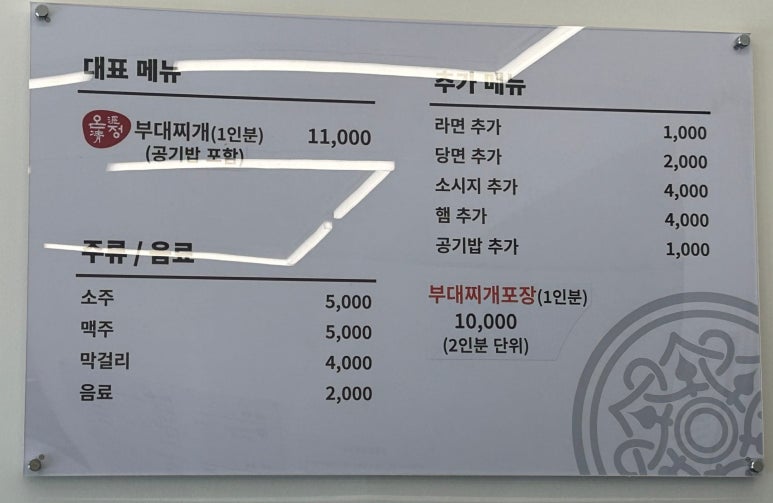 대표 메뉴
부대찌개(1인분) 11,000
(공기밥 포함)
주류 / 음료
소주 5,000
맥주 5,000
막걸리 4,000
음료 2,000
추가 메뉴
라면 추가 1,000
당면 추가 2,000
소시지 추가 4,000
햄 추가 4,000
공기밥 추가 1,000
부대찌개포장(1인분)
10,000
(2인분 단위)